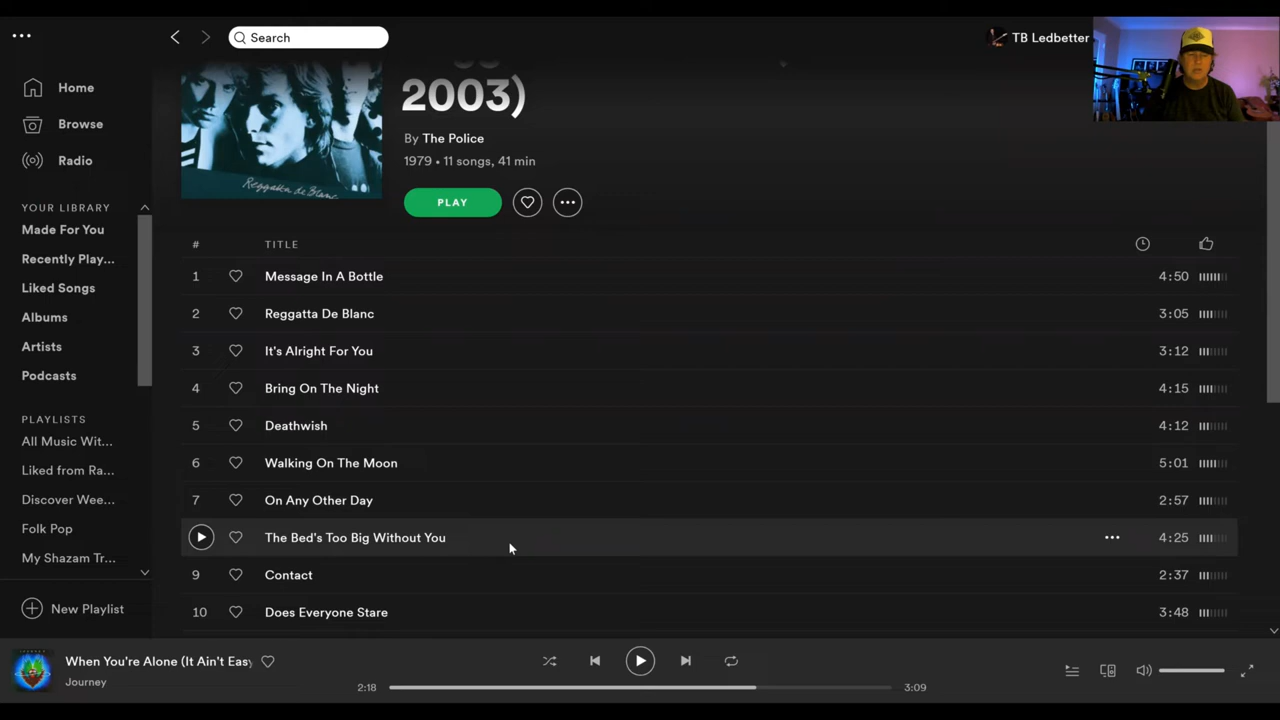 Search
TB Ledbetter
Home
Browse
Radio
YOUR LIBRARY
Made For You
Recently Play...
Liked Songs
Albums
Artists
Podcasts
PLAYLISTS
All Music Wit...
Liked from Ra...
Discover Wee...
Folk Pop
My Shazam Tr...
New Playlist
2003)
By The Police
1979 • 11 songs, 41 min
Reggatta de Blanc
PLAY
# TITLE
1 Message In A Bottle 4:50
2 Reggatta De Blanc 3:05
3 It's Alright For You 3:12
4 Bring On The Night 4:15
5 Deathwish 4:12
6 Walking On The Moon 5:01
7 On Any Other Day 2:57
The Bed's Too Big Without You 4:25
9 Contact 2:37
10 Does Everyone Stare 3:48
When You're Alone (It Ain't Easy
Journey
2:18
3:09